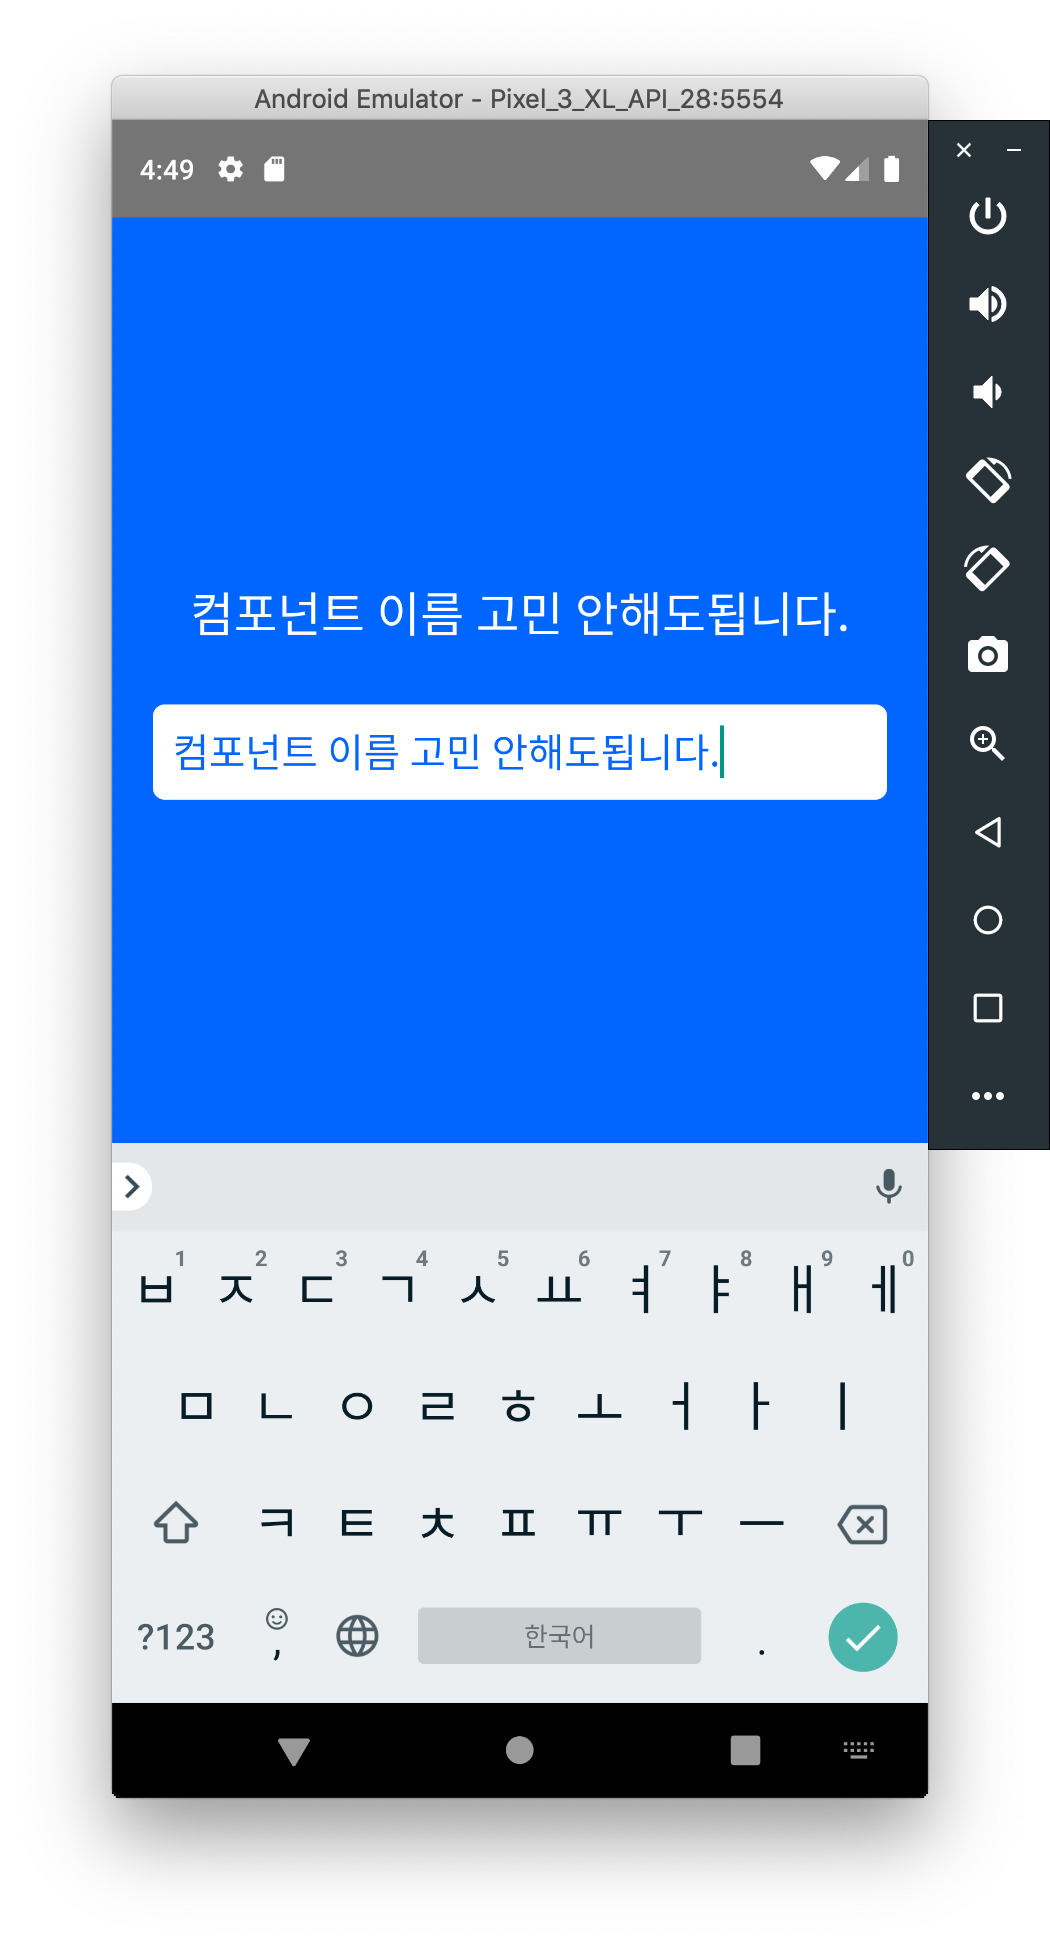 Android Emulator - Pixel_3_XL_API_28:5554
4:49
컴포넌트 이름 고민 안해도됩니다.
컴포넌트 이름 고민 안해도됩니다.
1 2 3 4 5 6 7 8 9 0
ㅂ ㅈ ㄷ ㄱ ㅅ ㅛ ㅕ ㅑ ㅐ ㅔ
ㅁ ㄴ ㅇ ㄹ ㅎ ㅗ ㅓ ㅏ ㅣ
ㅋ ㅌ ㅊ ㅍ ㅠ ㅜ ㅡ
?123 , 한국어 .